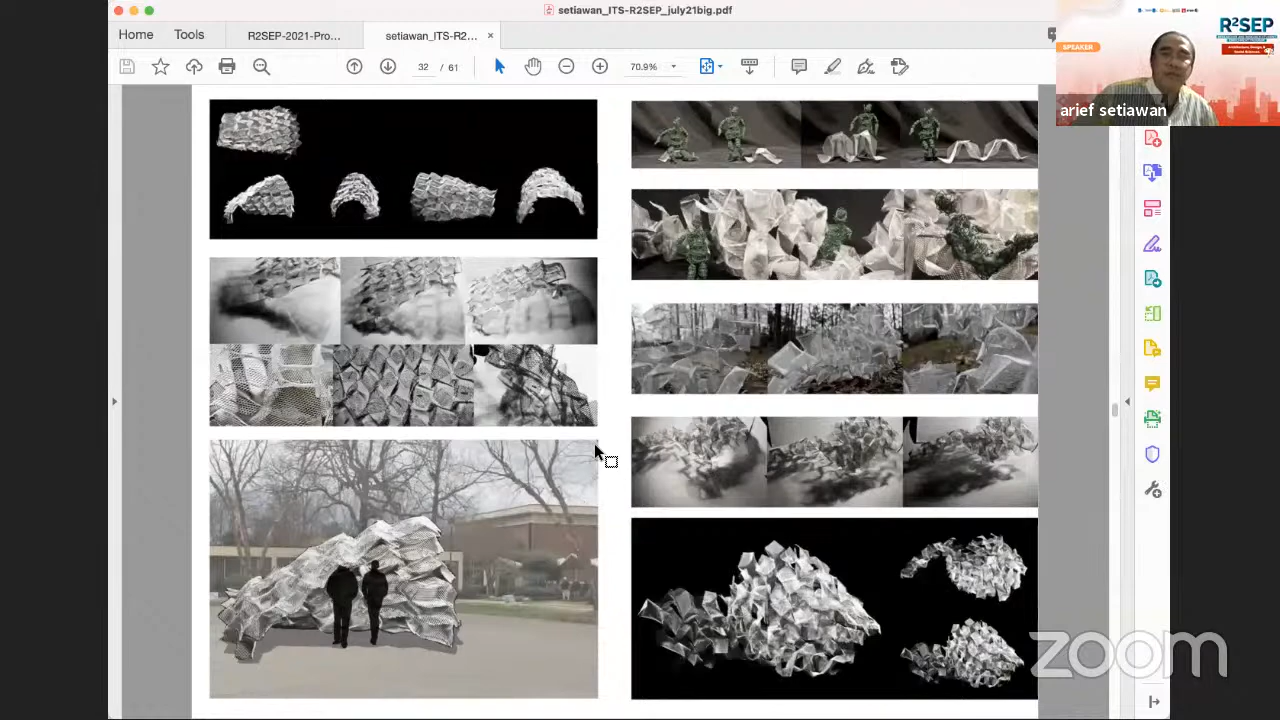 setiawan_ITS-R2SEP_july21big.pdf
Home
Tools
R2SEP-2021-Pro...
setiawan_ITS-R2...
×
32 / 61
70.9%
R²SEP
SPEAKER
arief setiawan
zoom